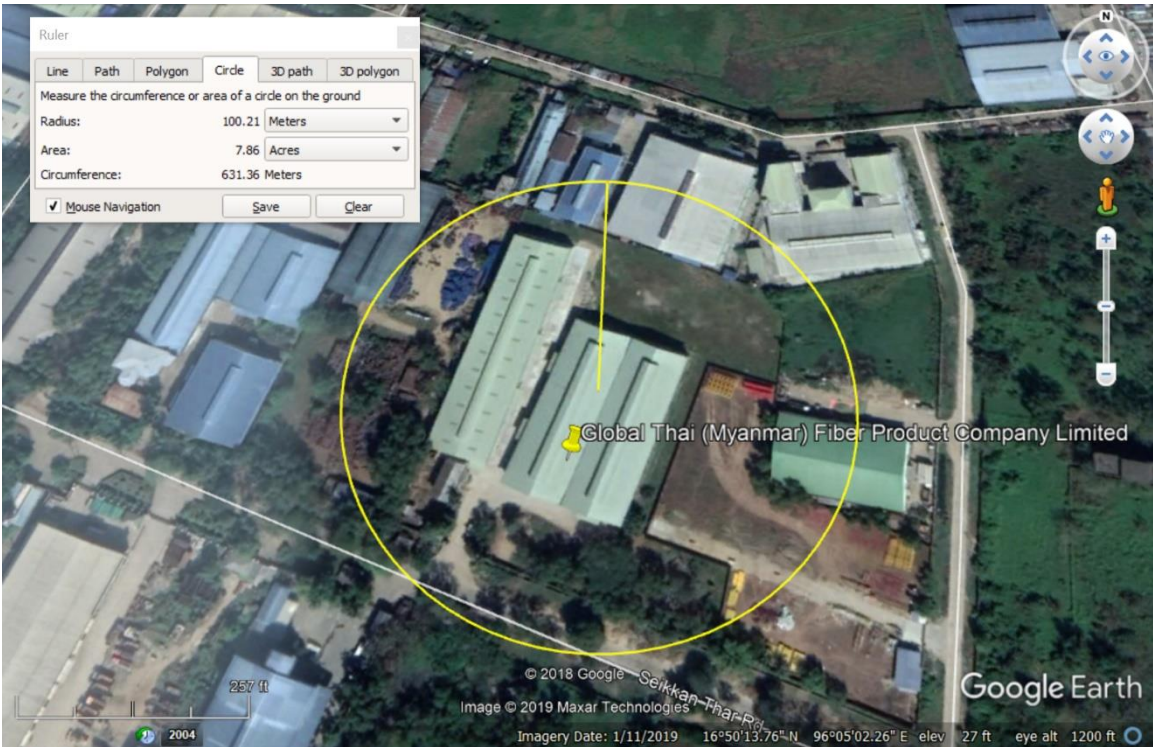 Ruler
Line Path Polygon Circle 3D path 3D polygon
Measure the circumference or area of a circle on the ground
Radius: 100.21 Meters
Area: 7.86 Acres
Circumference: 631.36 Meters
Mouse Navigation Save Clear
N
Global Thai (Myanmar) Fiber Product Company Limited
© 2018 Google
Seikkan Thar Rd
Image © 2019 Maxar Technologies
Google Earth
257 ft
2004
Imagery Date: 1/11/2019 16°50'13.76" N 96°05'02.26" E elev 27 ft eye alt 1200 ft